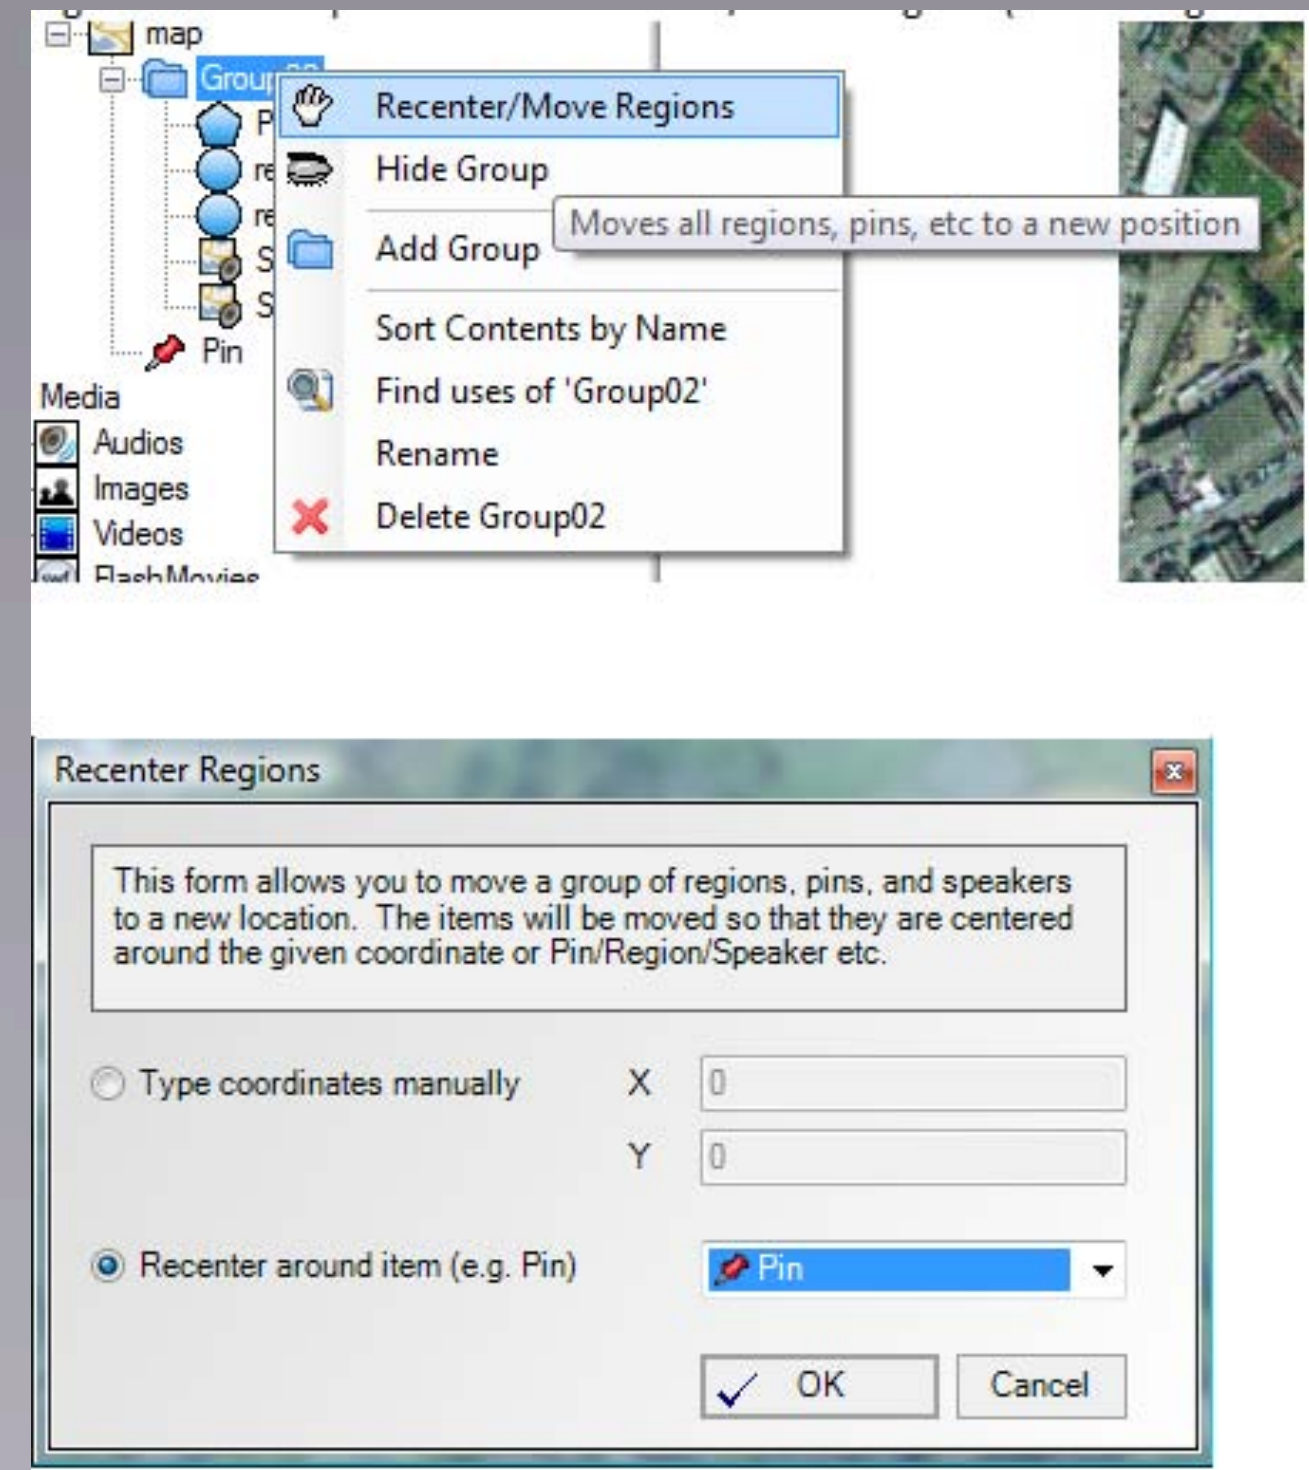 map
Group02
Recenter/Move Regions
P
Hide Group
re
Moves all regions, pins, etc to a new position
re
Add Group
S
S
Sort Contents by Name
Pin
Find uses of 'Group02'
Media
Audios
Rename
Images
Delete Group02
Videos
FlashMovies
Recenter Regions
This form allows you to move a group of regions, pins, and speakers
to a new location. The items will be moved so that they are centered
around the given coordinate or Pin/Region/Speaker etc.
Type coordinates manually X 0
Y 0
Recenter around item (e.g. Pin) Pin
OK Cancel